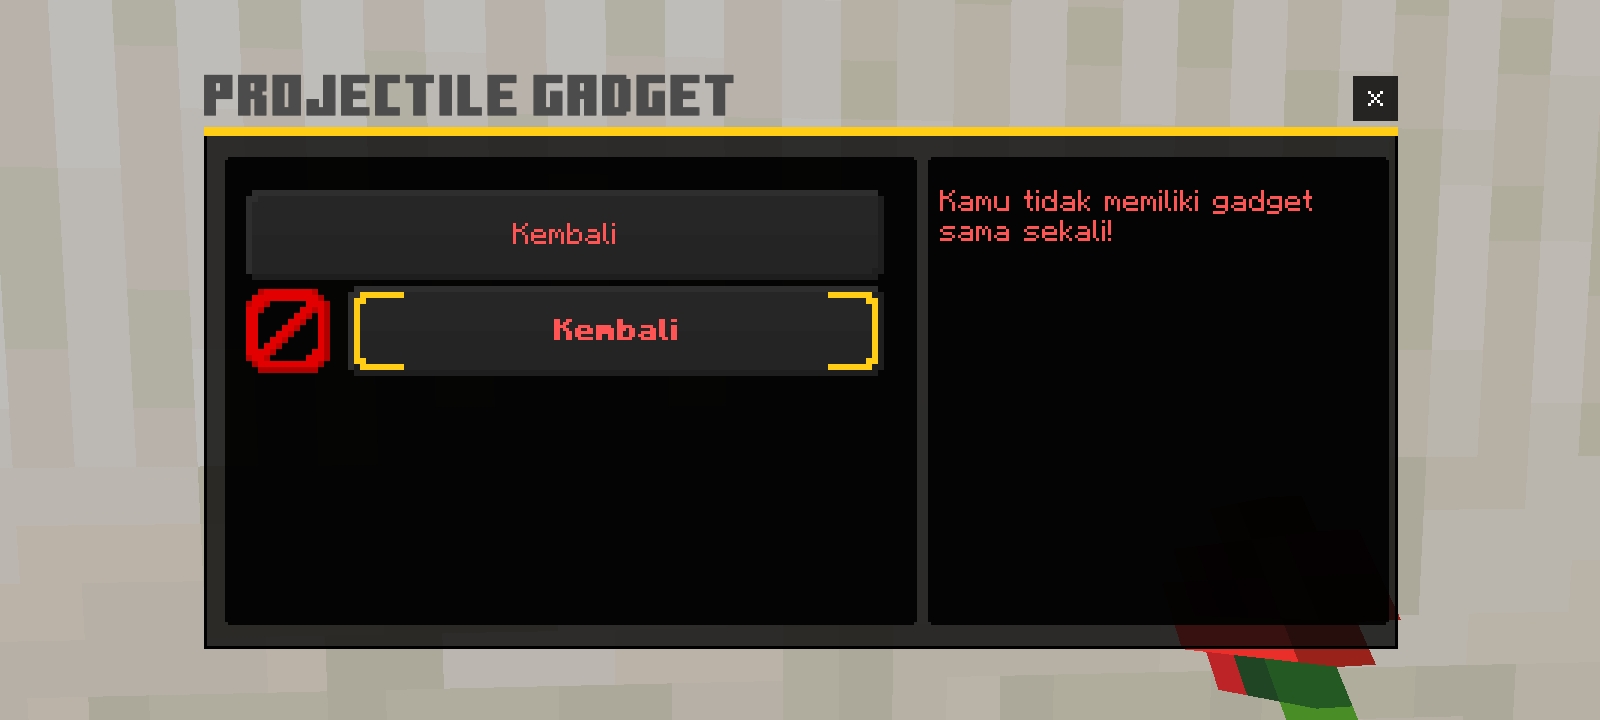 PROJECTILE GADGET
x
Kembali
Kembali
Kamu tidak memiliki gadget
sama sekali!